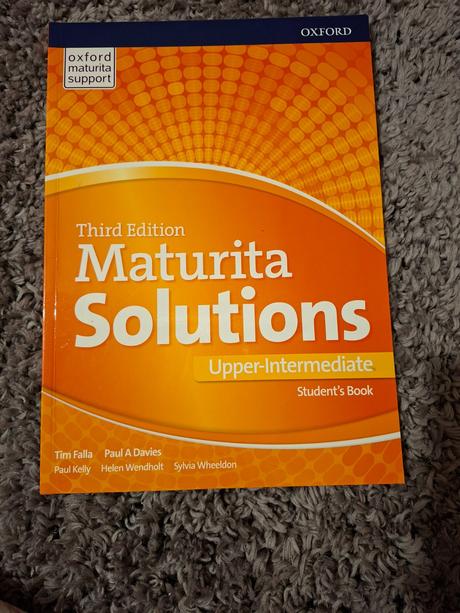 OXFORD
oxford
maturita
support
Third Edition
Maturita
Solutions
Upper-Intermediate
Student's Book
Tim Falla Paul A Davies
Paul Kelly Helen Wendholt Sylvia Wheeldon